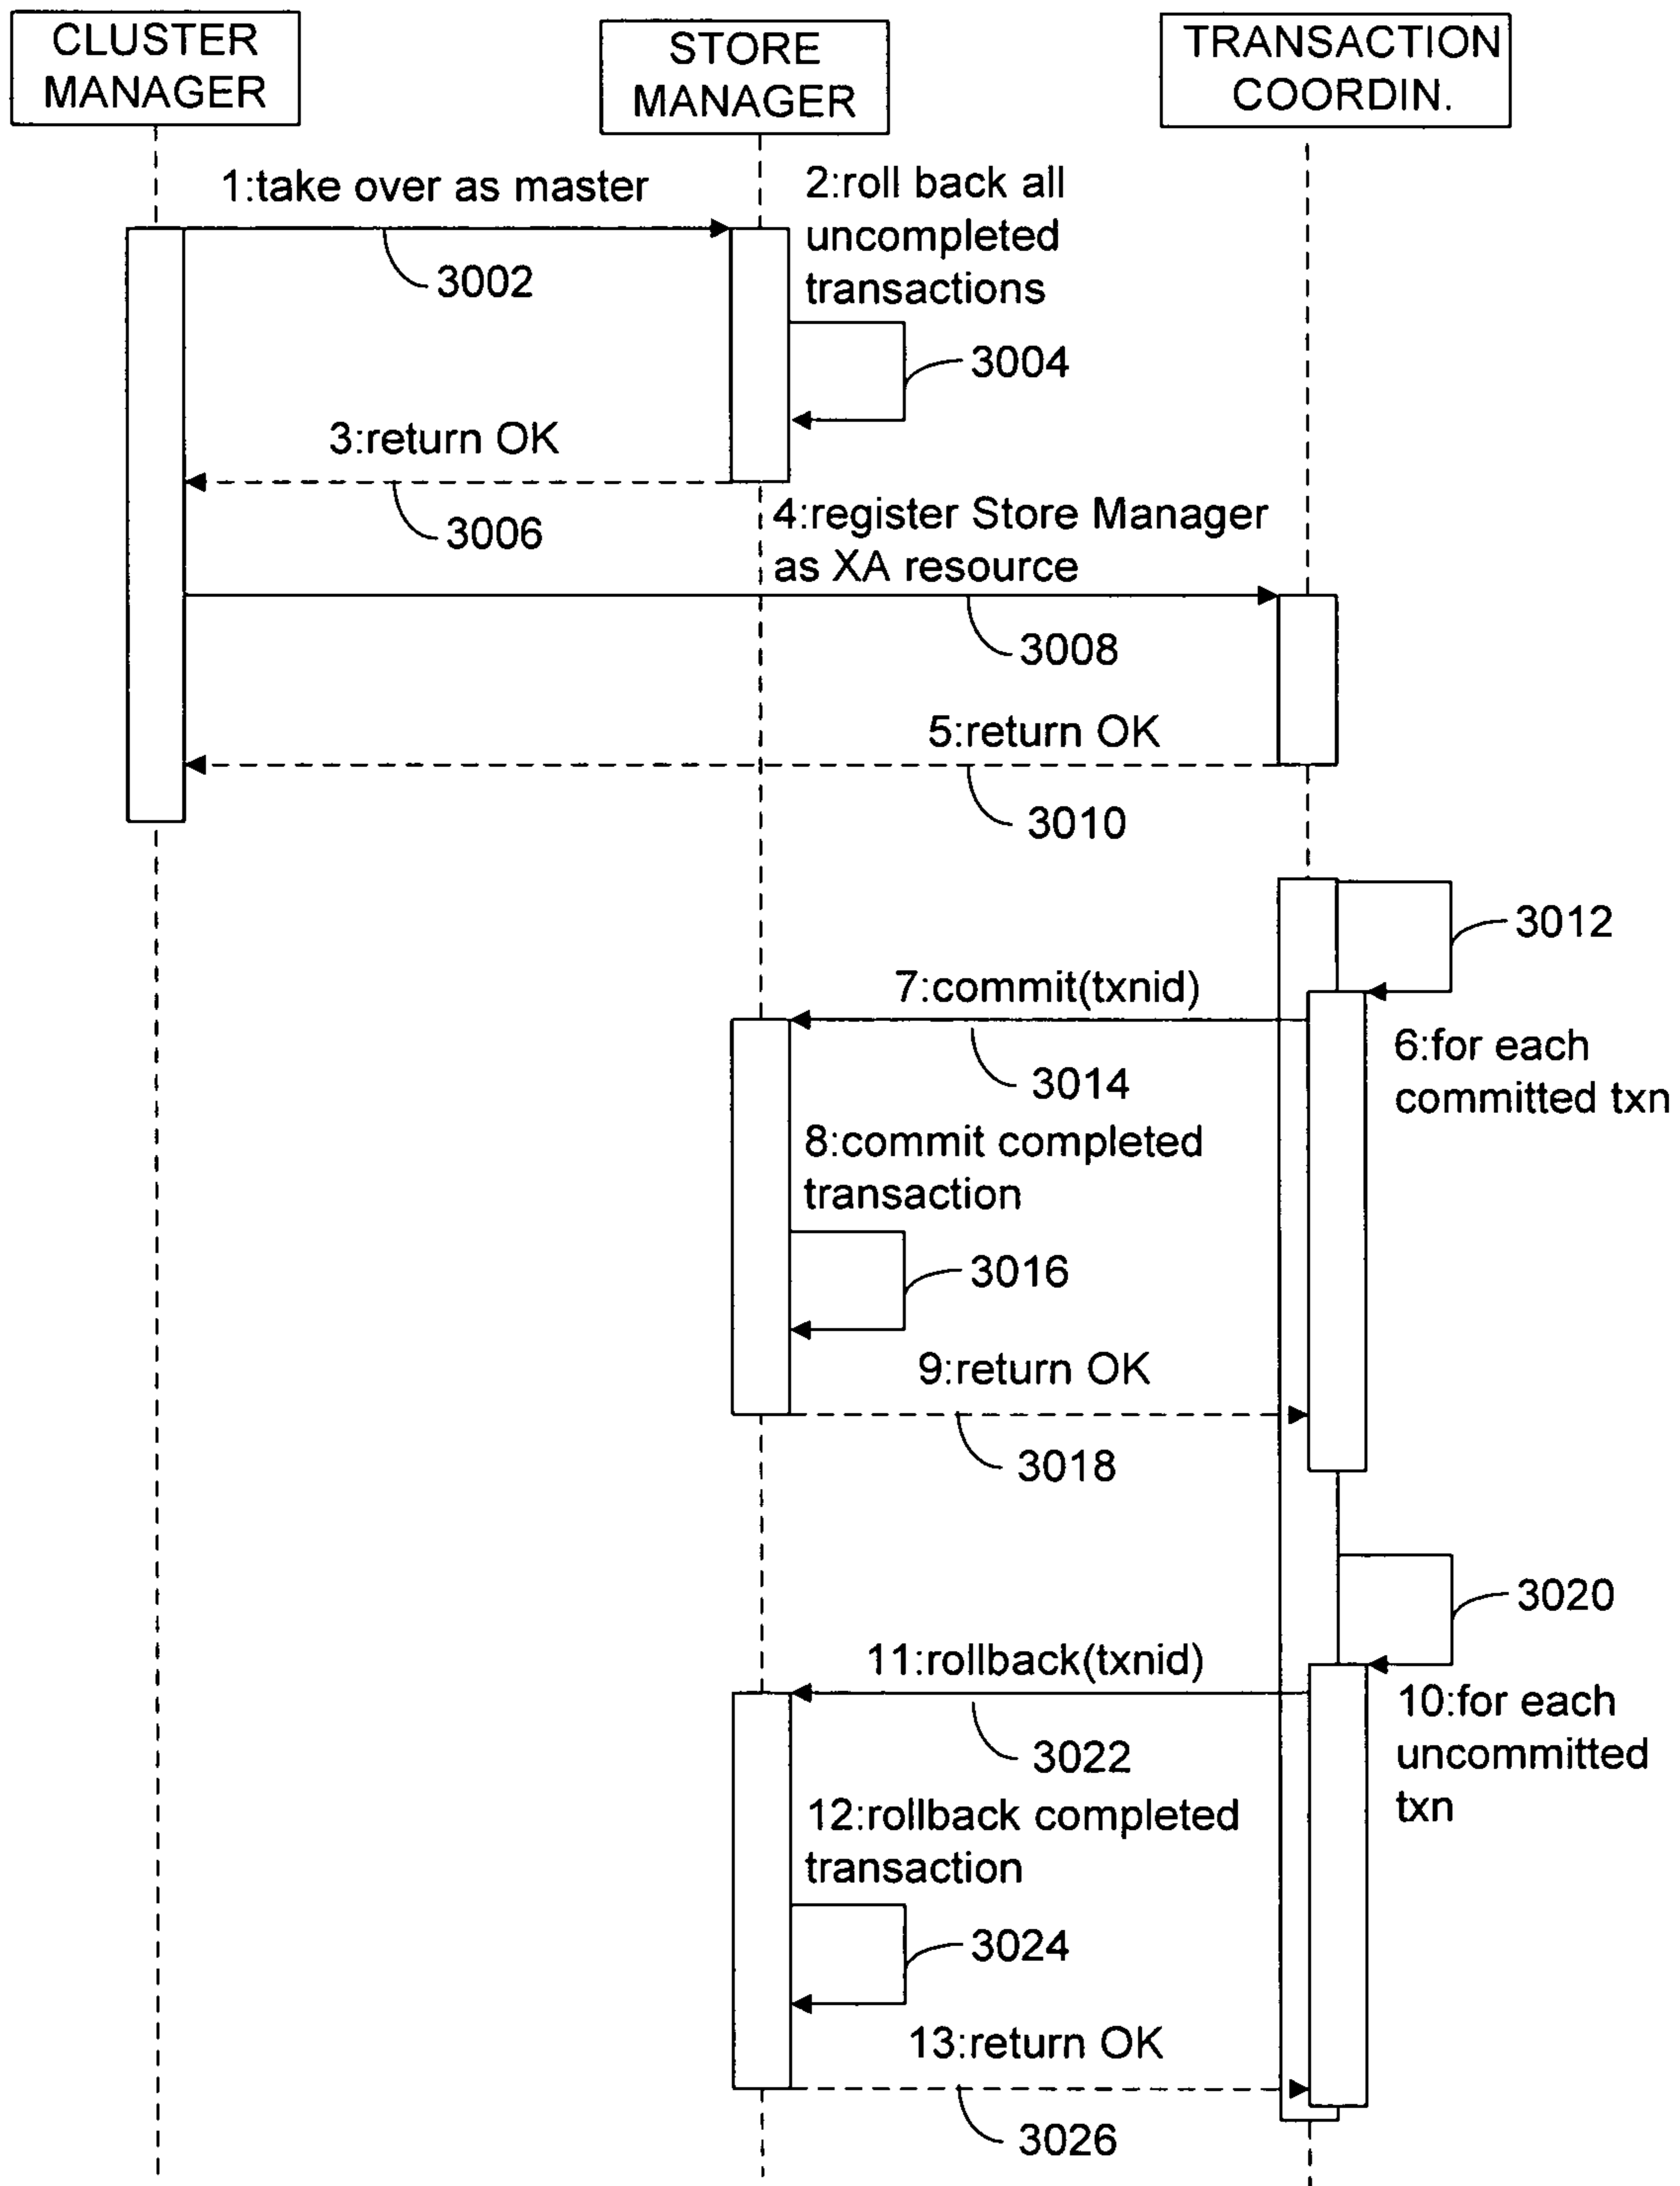 CLUSTER
MANAGER
STORE
MANAGER
TRANSACTION
COORDIN.
1:take over as master
3002
2:roll back all
uncompleted
transactions
3004
3:return OK
3006
4:register Store Manager
as XA resource
3008
5:return OK
3010
3012
7:commit(txnid)
3014
6:for each
committed txn
8:commit completed
transaction
3016
9:return OK
3018
3020
11:rollback(txnid)
3022
10:for each
uncommitted
txn
12:rollback completed
transaction
3024
13:return OK
3026